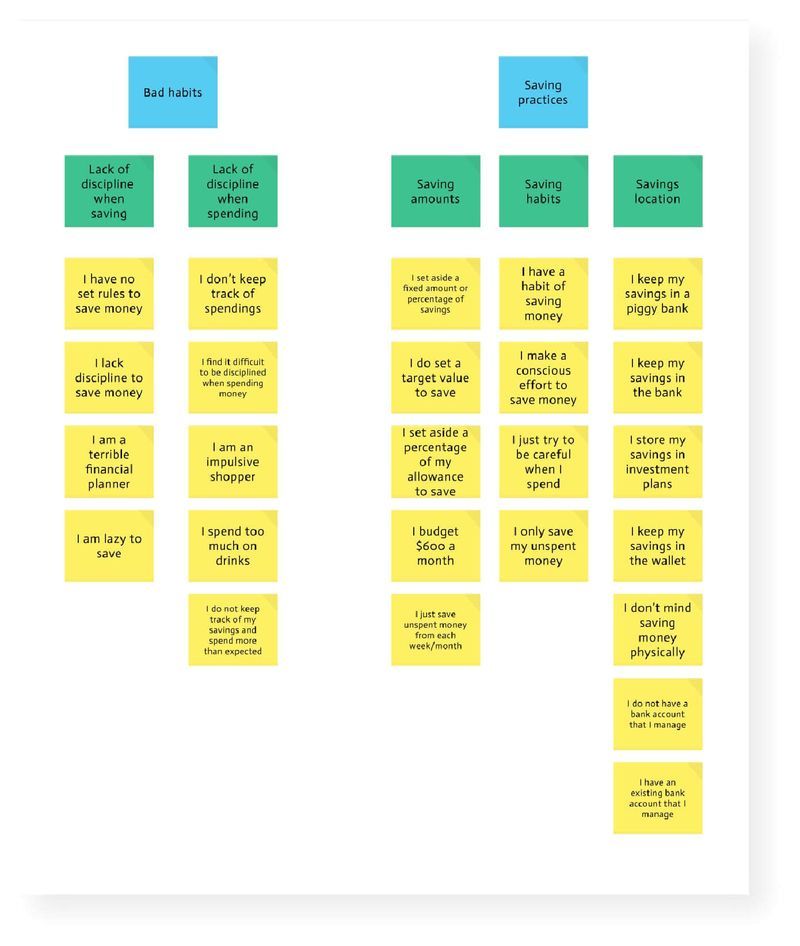 Bad habits
Saving
practices
Lack of
discipline
when
saving
Lack of
discipline
when
spending
Saving
amounts
Saving
habits
Savings
location
I have no
set rules to
save money
I lack
discipline to
save money
I am a
terrible
financial
planner
I am lazy to
save
I don't keep
track of
spendings
I find it difficult
to be disciplined
when spending
money
I am an
impulsive
shopper
I spend too
much on
drinks
I do not keep
track of my
savings and
spend more
than expected
I set aside a
fixed amount or
percentage of
savings
I do set a
target value
to save
I set aside a
percentage
of my
allowance
to save
I budget
$600 a
month
I just save
unspent money
from each
week/month
I have a
habit of
saving
money
I make a
conscious
effort to
save money
I just try to
be careful
when I
spend
I only save
my unspent
money
I keep my
savings in a
piggy bank
I keep my
savings in
the bank
I store my
savings in
investment
plans
I keep my
savings in
the wallet
I don't mind
saving
money
physically
I do not have a
bank account
that I manage
I have an
existing bank
account that I
manage